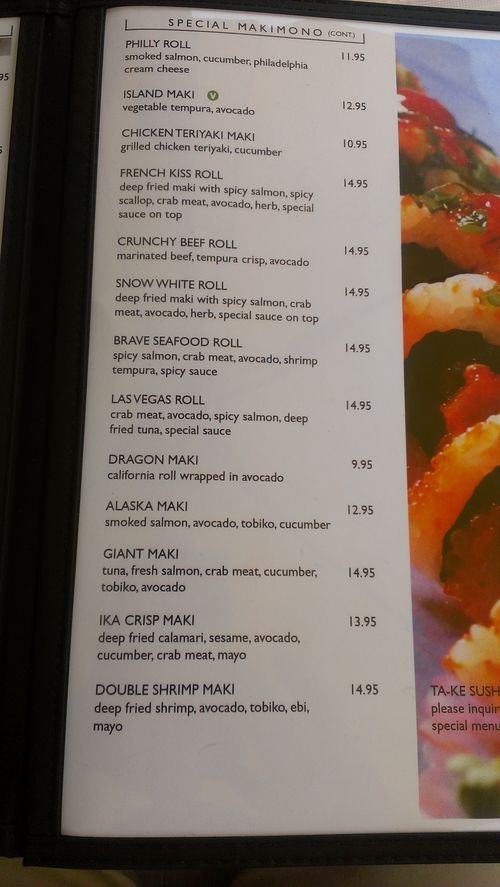 SPECIAL MAKIMONO (CONT.)
PHILLY ROLL 11.95
smoked salmon, cucumber, philadelphia
cream cheese
ISLAND MAKI V 12.95
vegetable tempura, avocado
CHICKEN TERIYAKI MAKI 10.95
grilled chicken teriyaki, cucumber
FRENCH KISS ROLL 14.95
deep fried maki with spicy salmon, spicy
scallop, crab meat, avocado, herb, special
sauce on top
CRUNCHY BEEF ROLL 14.95
marinated beef, tempura crisp, avocado
SNOW WHITE ROLL 14.95
deep fried maki with spicy salmon, crab
meat, avocado, herb, special sauce on top
BRAVE SEAFOOD ROLL 14.95
spicy salmon, crab meat, avocado, shrimp
tempura, spicy sauce
LAS VEGAS ROLL 14.95
crab meat, avocado, spicy salmon, deep
fried tuna, special sauce
DRAGON MAKI 9.95
california roll wrapped in avocado
ALASKA MAKI 12.95
smoked salmon, avocado, tobiko, cucumber
GIANT MAKI
tuna, fresh salmon, crab meat, cucumber, 14.95
tobiko, avocado
IKA CRISP MAKI 13.95
deep fried calamari, sesame, avocado,
cucumber, crab meat, mayo
DOUBLE SHRIMP MAKI 14.95
deep fried shrimp, avocado, tobiko, ebi,
mayo
TA-KE SUSH
please inquir
special menu
95